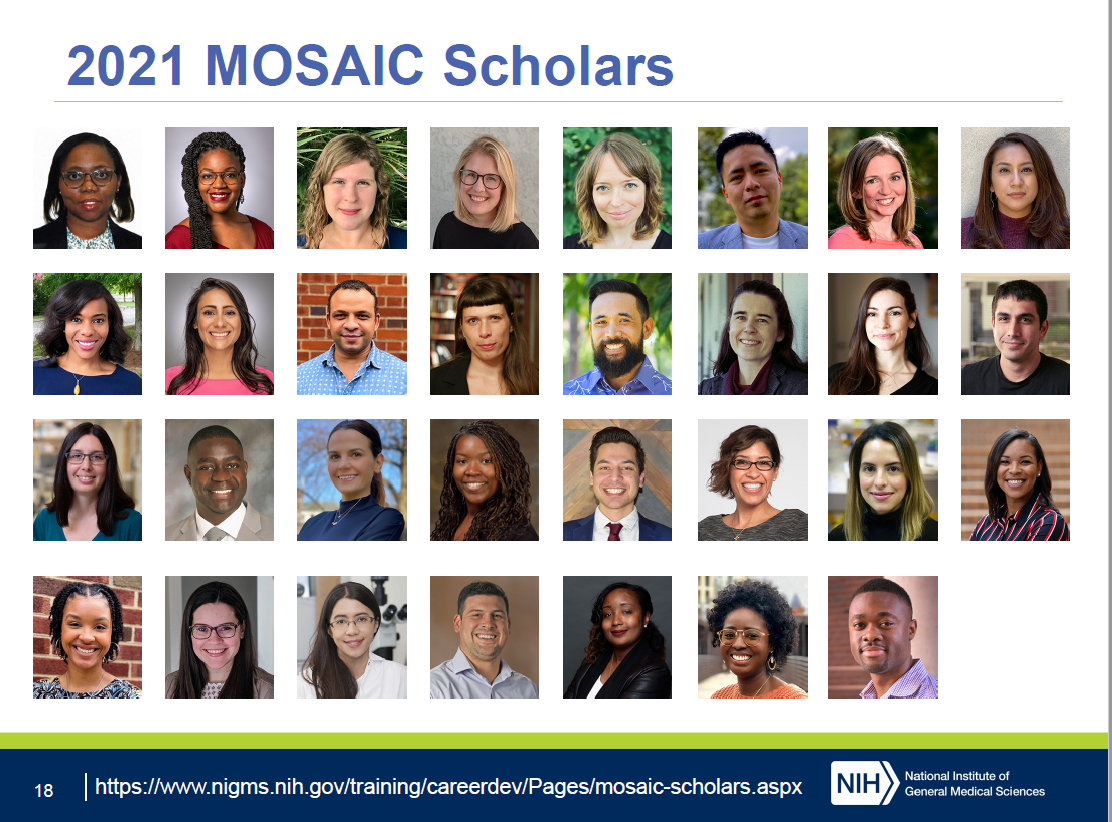 2021 MOSAIC Scholars
18
https://www.nigms.nih.gov/training/careerdev/Pages/mosaic-scholars.aspx
NIH
National Institute of
General Medical Sciences